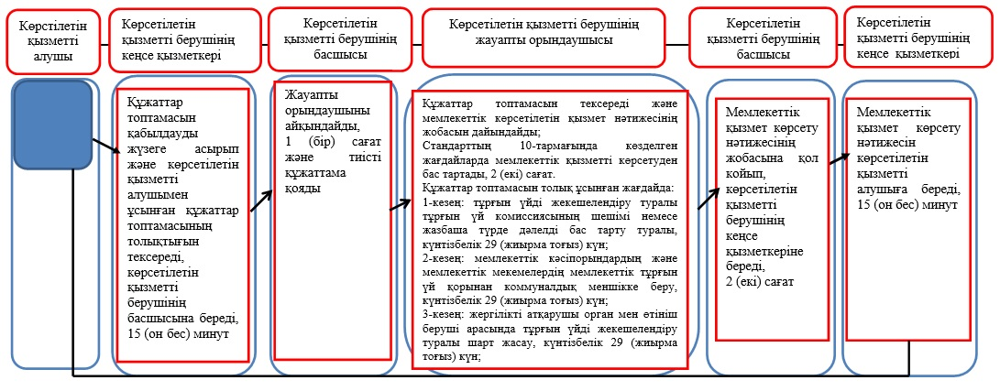 Көрстілетін
қызметті
алушы
Көрсетілетін
қызметті берушінің
кеңсе қызметкері
Көрсетілетін
қызметті берушінің
басшысы
Көрсетілетін қызметті берушінің
жауапты орындаушысы
Көрсетілетін
қызметті берушінің
басшысы
Көрсетілетін
қызметті берушінің
кеңсе қызметкері
Құжаттар
топтамасын
қабылдауды
жүзеге асырып
және көрсетілетін
қызметті
алушымен
ұсынған құжаттар
топтамасының
толықтығын
тексереді,
көрсетілетін
қызметті
берушінің
басшысына береді,
15 (он бес) минут
Жауапты
орындаушыны
айқындайды,
1 (бір) сағат
және тиісті
құжаттама
қояды
Құжаттар топтамасын тексереді және
мемлекеттік көрсетілетін қызмет нәтижесінің
жобасын дайындайды;
Стандарттың 10-тармағында көзделген
жағдайларда мемлекеттік қызметті көрсетуден
бас тартады, 2 (екі) сағат.
Құжаттар топтамасын толық ұсынған жағдайда:
1-кезең: тұрғын үйді жекешелендіру туралы
тұрғын үй комиссиясының шешімі немесе
жазбаша түрде дәлелді бас тарту туралы,
күнтізбелік 29 (жиырма тоғыз) күн;
2-кезең: мемлекеттік кәсіпорындардың және
мемлекеттік мекемелердің мемлекеттік тұрғын
үй қорынан коммуналдық меншікке беру,
күнтізбелік 29 (жиырма тоғыз) күн;
3-кезең: жергілікті атқарушы орган мен өтініш
беруші арасында тұрғын үйді жекешелендіру
туралы шарт жасау, күнтізбелік 29 (жиырма
тоғыз) күн;
Мемлекеттік
қызмет көрсету
нәтижесінің
жобасына қол
қойып,
көрсетілетін
қызметті
берушінің
кеңсе
қызметкеріне
береді,
2 (екі) сағат
Мемлекеттік
қызмет көрсету
нәтижесін
көрсетілетін
қызметті
алушыға береді,
15 (он бес) минут